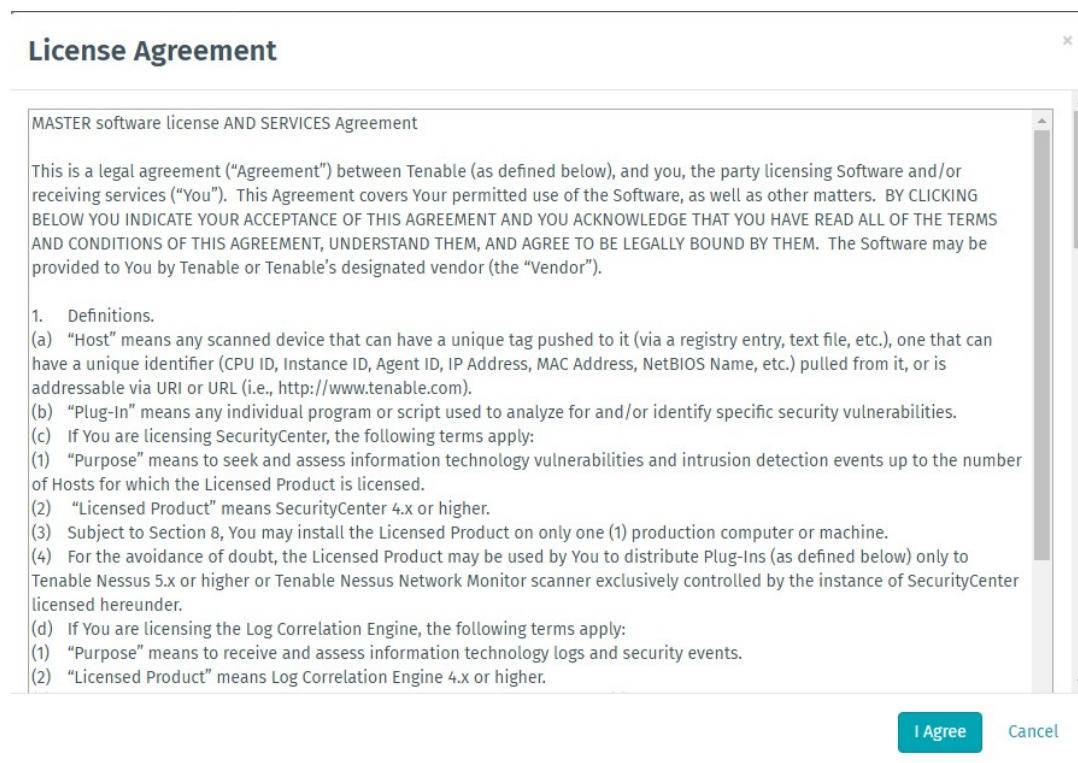 License Agreement
×
MASTER software license AND SERVICES Agreement
This is a legal agreement (“Agreement”) between Tenable (as defined below), and you, the party licensing Software and/or
receiving services (“You”).  This Agreement covers Your permitted use of the Software, as well as other matters.  BY CLICKING
BELOW YOU INDICATE YOUR ACCEPTANCE OF THIS AGREEMENT AND YOU ACKNOWLEDGE THAT YOU HAVE READ ALL OF THE TERMS
AND CONDITIONS OF THIS AGREEMENT, UNDERSTAND THEM, AND AGREE TO BE LEGALLY BOUND BY THEM.  The Software may be
provided to You by Tenable or Tenable’s designated vendor (the “Vendor”).
1.    Definitions.
(a)   “Host” means any scanned device that can have a unique tag pushed to it (via a registry entry, text file, etc.), one that can
have a unique identifier (CPU ID, Instance ID, Agent ID, IP Address, MAC Address, NetBIOS Name, etc.) pulled from it, or is
addressable via URI or URL (i.e., http://www.tenable.com).
(b)   “Plug-In” means any individual program or script used to analyze for and/or identify specific security vulnerabilities.
(c)   If You are licensing SecurityCenter, the following terms apply:
(1)   “Purpose” means to seek and assess information technology vulnerabilities and intrusion detection events up to the number
of Hosts for which the Licensed Product is licensed.
(2)    “Licensed Product” means SecurityCenter 4.x or higher.
(3)   Subject to Section 8, You may install the Licensed Product on only one (1) production computer or machine.
(4)   For the avoidance of doubt, the Licensed Product may be used by You to distribute Plug-Ins (as defined below) only to
Tenable Nessus 5.x or higher or Tenable Nessus Network Monitor scanner exclusively controlled by the instance of SecurityCenter
licensed hereunder.
(d)   If You are licensing the Log Correlation Engine, the following terms apply:
(1)   “Purpose” means to receive and assess information technology logs and security events.
(2)   “Licensed Product” means Log Correlation Engine 4.x or higher.
I Agree
Cancel